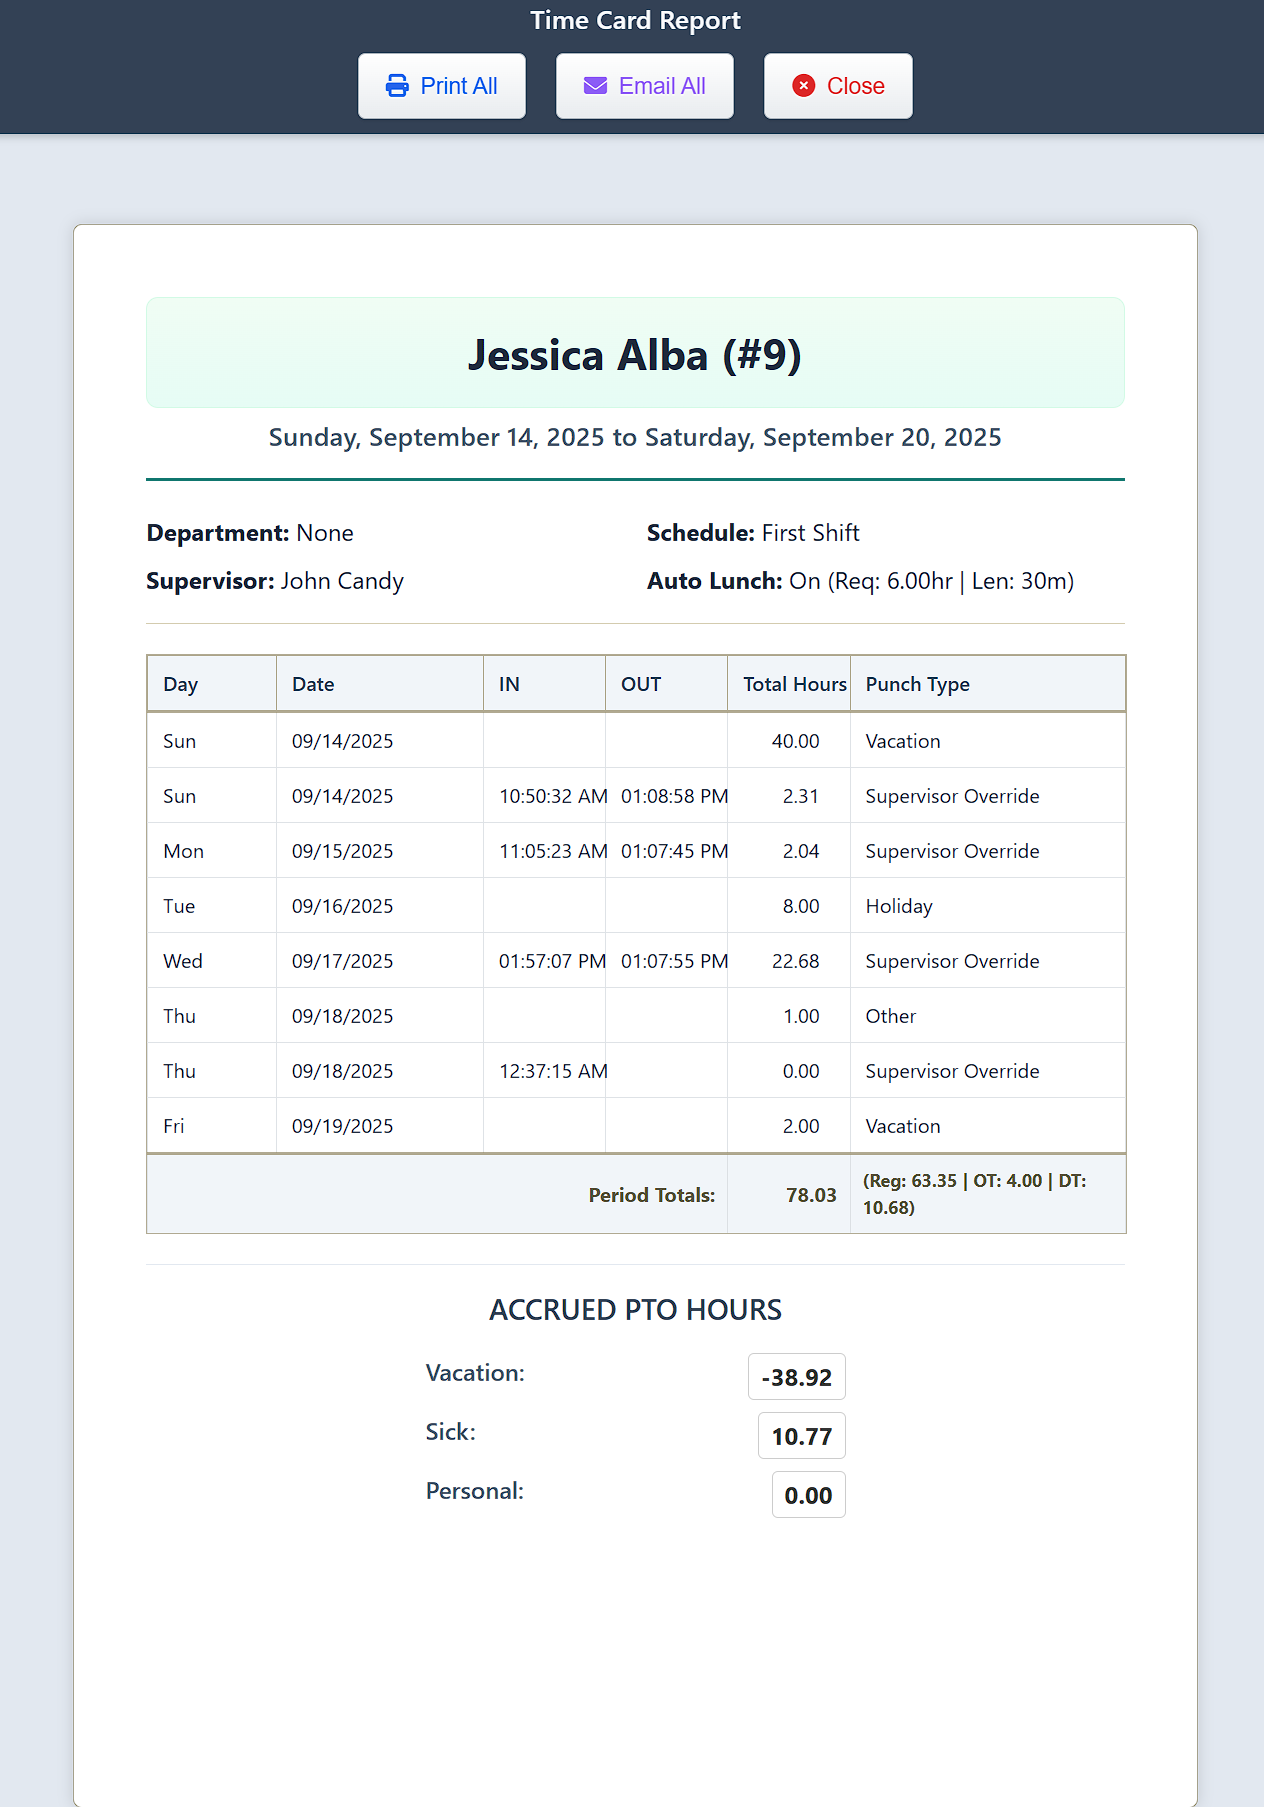 Time Card Report
Print All
Email All
Close
Jessica Alba (#9)
Sunday, September 14, 2025 to Saturday, September 20, 2025
Department: None
Schedule: First Shift
Supervisor: John Candy
Auto Lunch: On (Req: 6.00hr | Len: 30m)
Day Date IN OUT Total Hours Punch Type
Sun 09/14/2025 40.00 Vacation
Sun 09/14/2025 10:50:32 AM 01:08:58 PM 2.31 Supervisor Override
Mon 09/15/2025 11:05:23 AM 01:07:45 PM 2.04 Supervisor Override
Tue 09/16/2025 8.00 Holiday
Wed 09/17/2025 01:57:07 PM 01:07:55 PM 22.68 Supervisor Override
Thu 09/18/2025 1.00 Other
Thu 09/18/2025 12:37:15 AM 0.00 Supervisor Override
Fri 09/19/2025 2.00 Vacation
Period Totals: 78.03 (Reg: 63.35 | OT: 4.00 | DT:
10.68)
ACCRUED PTO HOURS
Vacation: -38.92
Sick: 10.77
Personal: 0.00